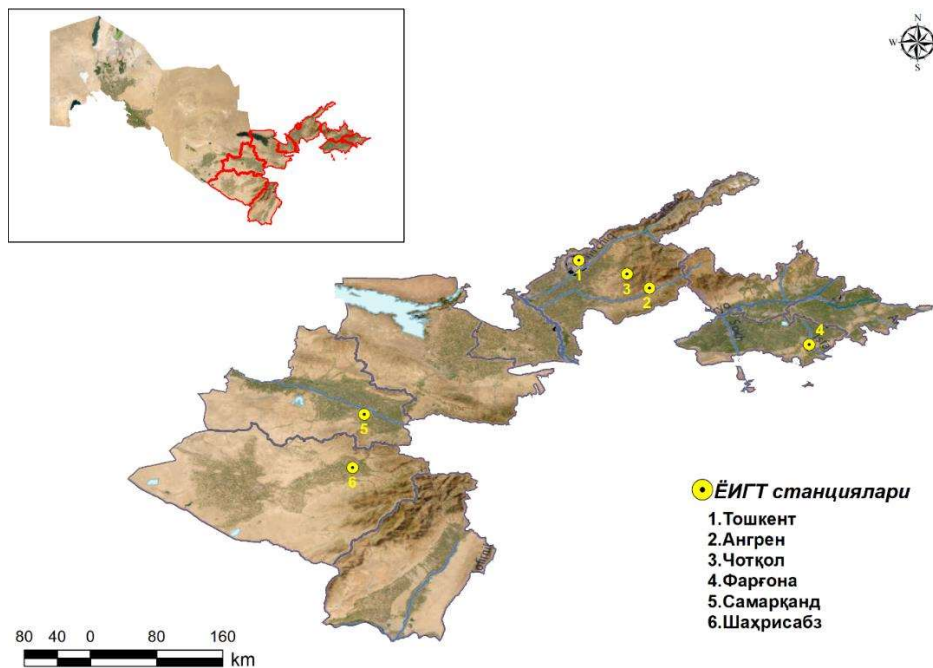 N
W E
S
1
3
2
4
5
6
ЁИГТ станциялари
1.Тошкент
2.Ангрен
3.Чотқол
4.Фарғона
5.Самарқанд
6.Шаҳрисабз
80 40 0 80 160
km